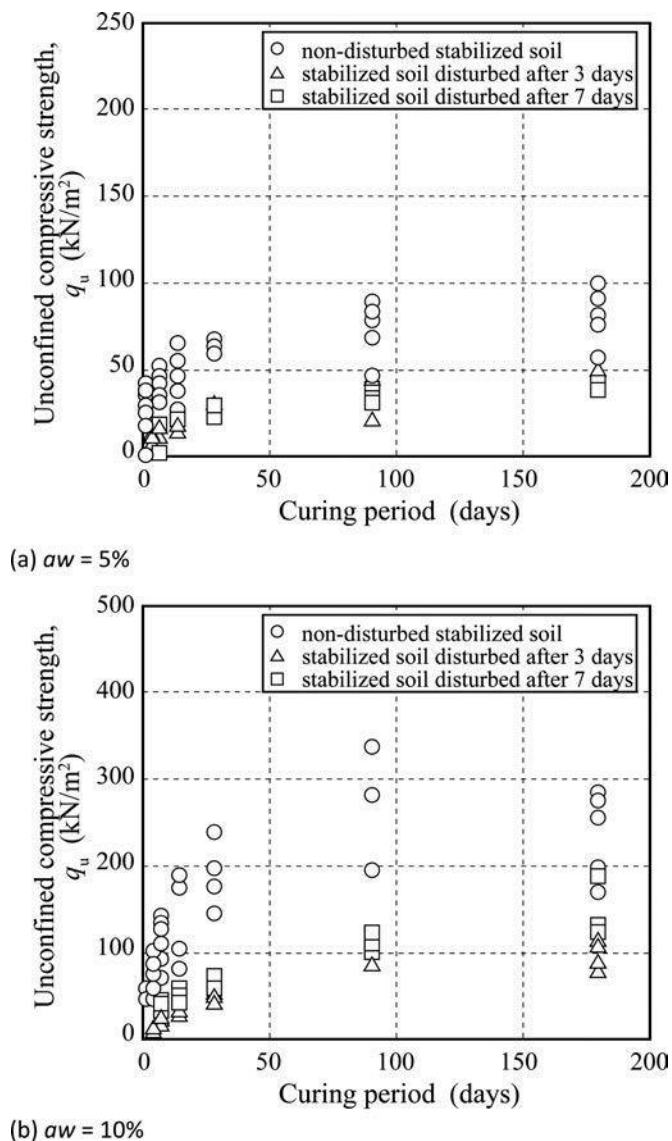 250
200
150
100
50
0
Unconfined compressive strength,
qu (kN/m²)
○ non-disturbed stabilized soil
△ stabilized soil disturbed after 3 days
□ stabilized soil disturbed after 7 days
0 50 100 150 200
Curing period (days)
(a) aw = 5%
500
400
300
200
100
0
Unconfined compressive strength,
qu (kN/m²)
○ non-disturbed stabilized soil
△ stabilized soil disturbed after 3 days
□ stabilized soil disturbed after 7 days
0 50 100 150 200
Curing period (days)
(b) aw = 10%